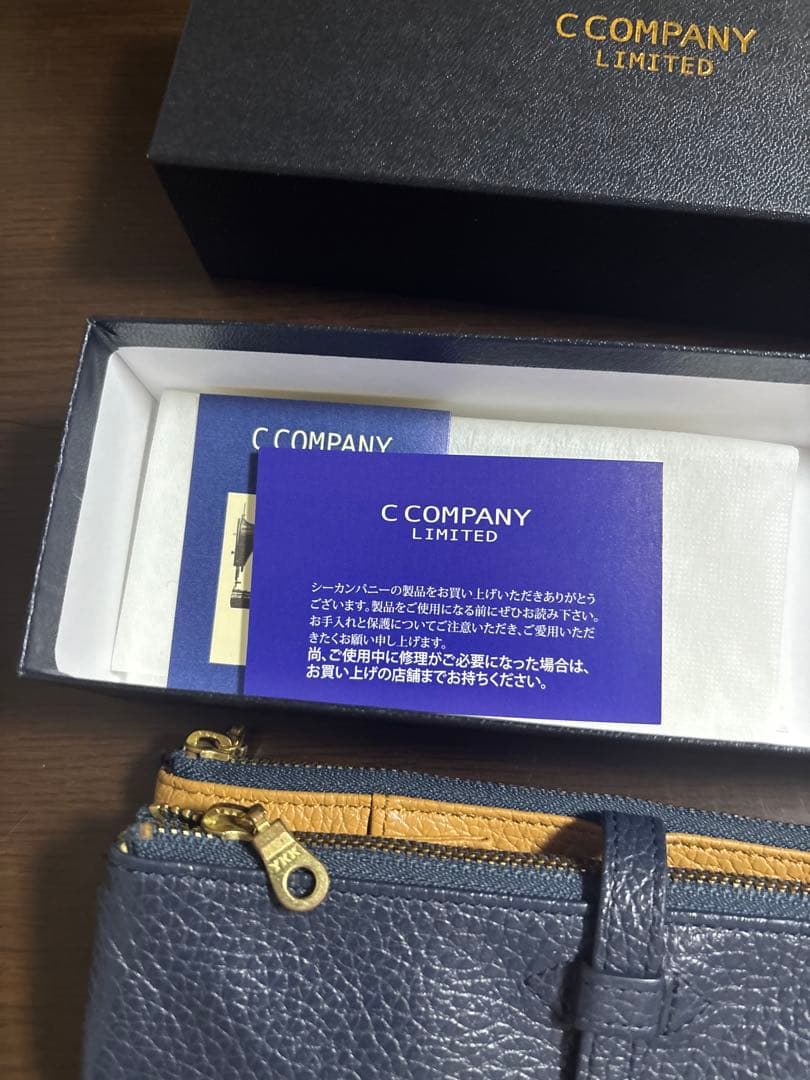 C COMPANY
LIMITED
C COMPANY
C COMPANY
LIMITED
シーカンパニーの製品をお買い上げいただきありがとう
ございます。製品をご使用になる前にぜひお読み下さい。
お手入れと保護についてご注意いただき、ご愛用いただ
きたくお願い申し上げます。
尚、ご使用中に修理がご必要になった場合は、
お買い上げの店舗までお持ちください。
YKK